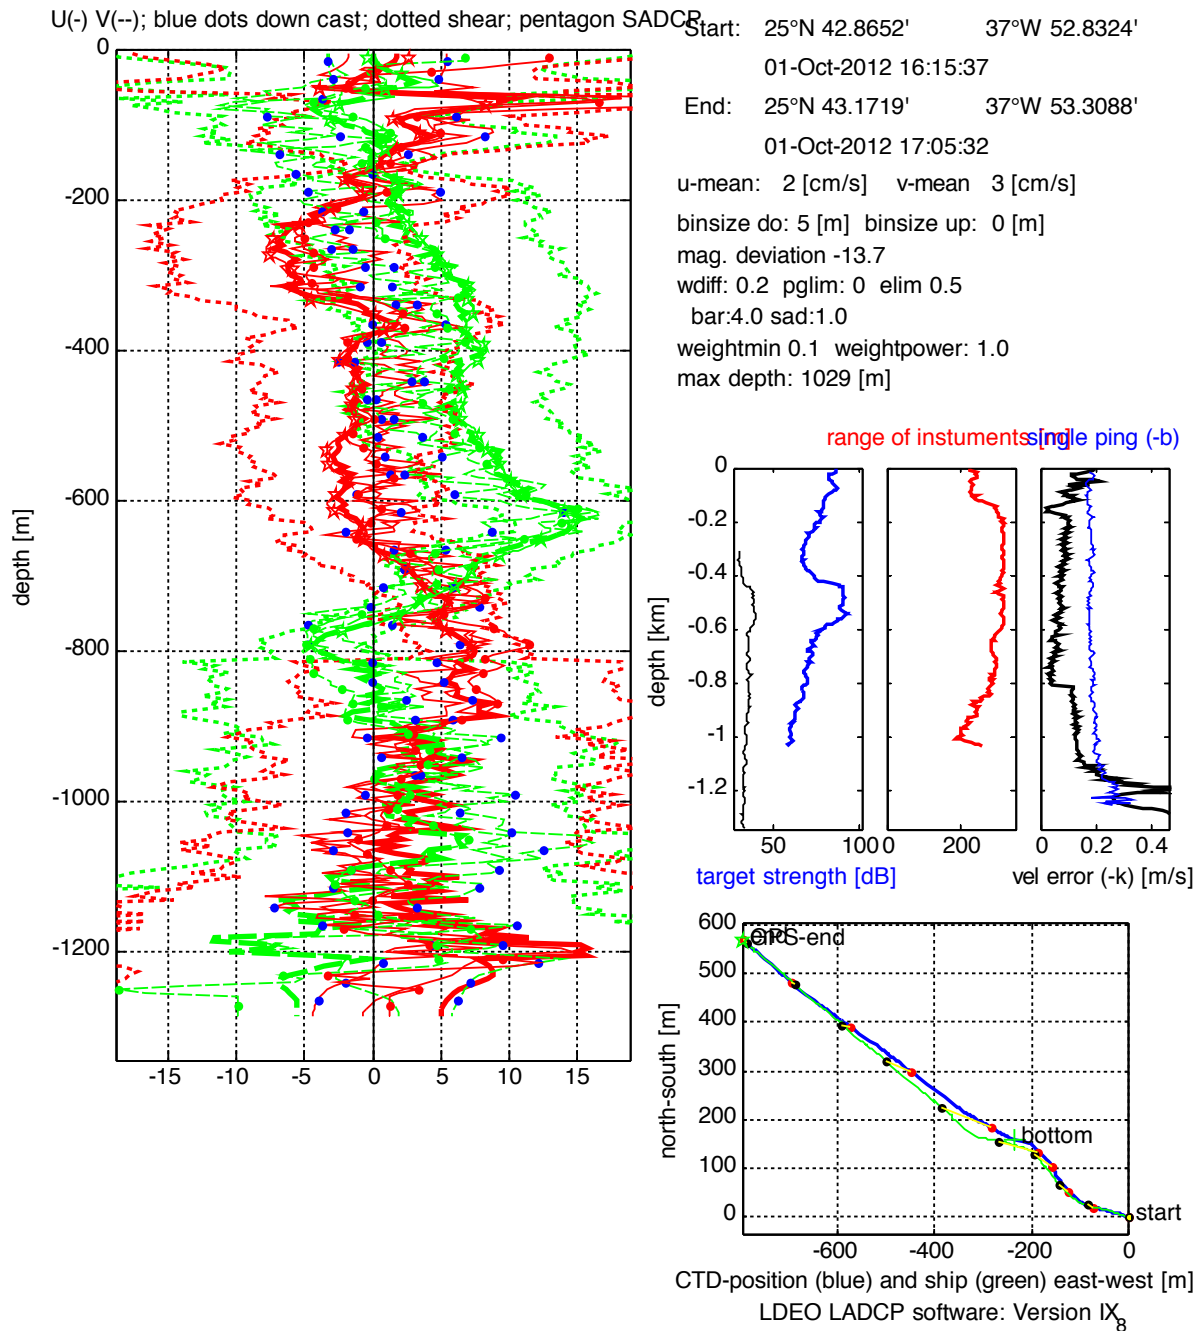 U(-) V(--); blue dots down cast; dotted shear; pentagon SADCP
Start: 25°N 42.8652' 37°W 52.8324'
01-Oct-2012 16:15:37
End: 25°N 43.1719' 37°W 53.3088'
01-Oct-2012 17:05:32
u-mean: 2 [cm/s] v-mean 3 [cm/s]
binsize do: 5 [m] binsize up: 0 [m]
mag. deviation -13.7
wdiff: 0.2 pglim: 0 elim 0.5
bar:4.0 sad:1.0
weightmin 0.1 weightpower: 1.0
max depth: 1029 [m]
0
-200
-400
-600
-800
-1000
-1200
depth [m]
-15 -10 -5 0 5 10 15
range of instuments [m] single ping (-b)
0
-0.2
-0.4
-0.6
-0.8
-1
-1.2
depth [km]
50 100 0 200 0 0.2 0.4
target strength [dB] vel error (-k) [m/s]
600
500
400
300
200
100
0
north-south [m]
end
GPS-end
bottom
start
-600 -400 -200 0
CTD-position (blue) and ship (green) east-west [m]
LDEO LADCP software: Version IX8